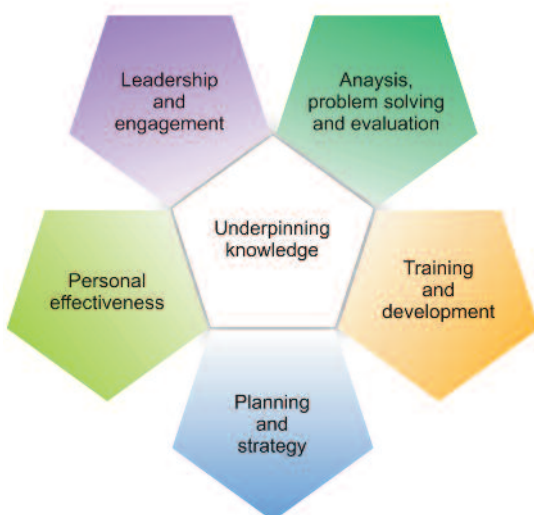 Leadership
and
engagement
Anaysis,
problem solving
and evaluation
Underpinning
knowledge
Personal
effectiveness
Training
and
development
Planning
and
strategy